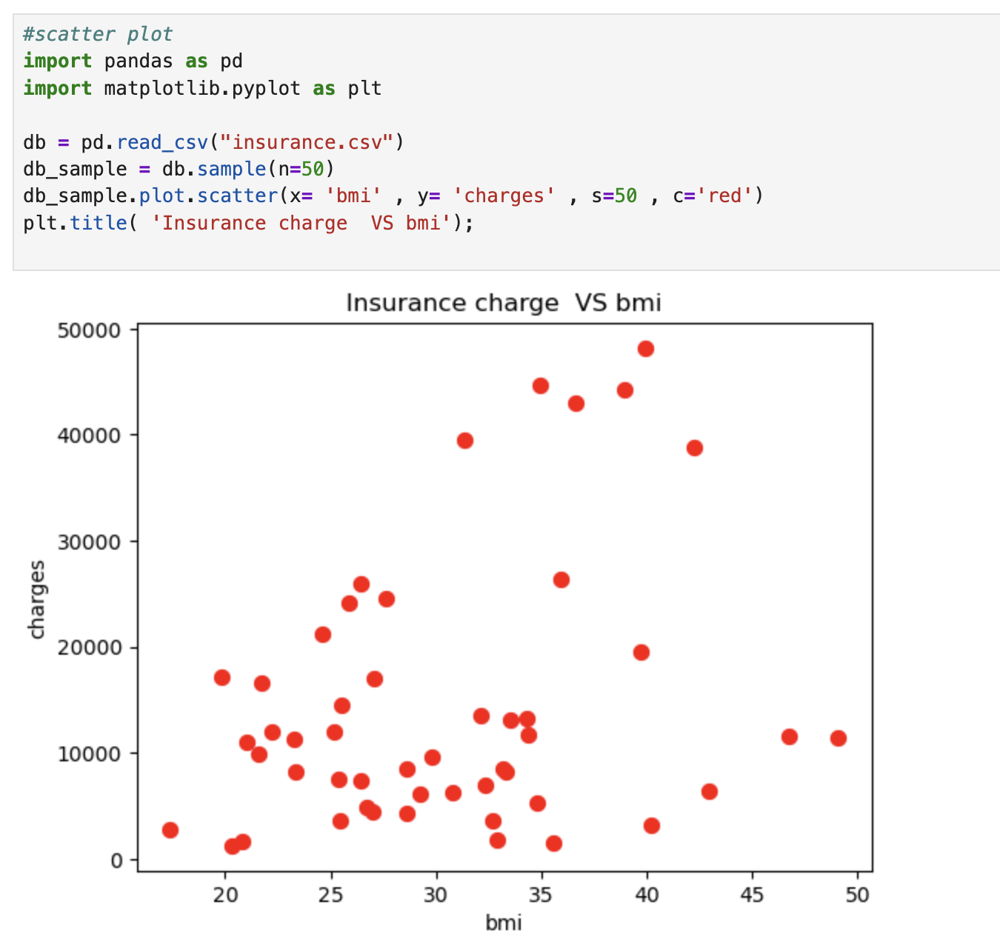 #scatter plot
import pandas as pd
import matplotlib.pyplot as plt
db = pd.read_csv("insurance.csv")
db_sample = db.sample(n=50)
db_sample.plot.scatter(x= 'bmi' , y= 'charges' , s=50 , c='red')
plt.title( 'Insurance charge  VS bmi');
Insurance charge  VS bmi
50000
40000
30000
20000
10000
0
charges
20 25 30 35 40 45 50
bmi